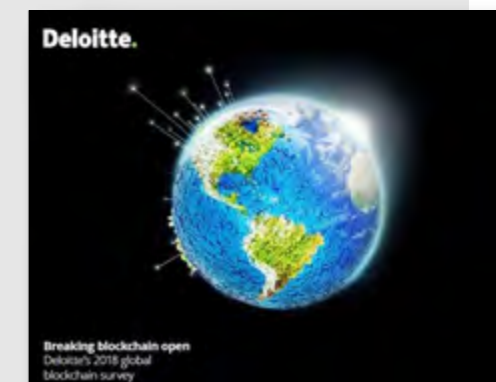 Deloitte.
Breaking blockchain open
Deloitte's 2018 global
blockchain survey